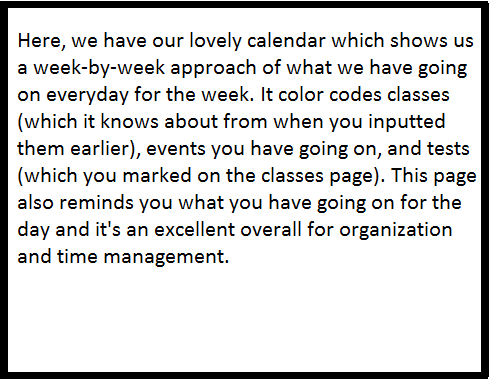 Here, we have our lovely calendar which shows us
a week-by-week approach of what we have going
on everyday for the week. It color codes classes
(which it knows about from when you inputted
them earlier), events you have going on, and tests
(which you marked on the classes page). This page
also reminds you what you have going on for the
day and it's an excellent overall for organization
and time management.